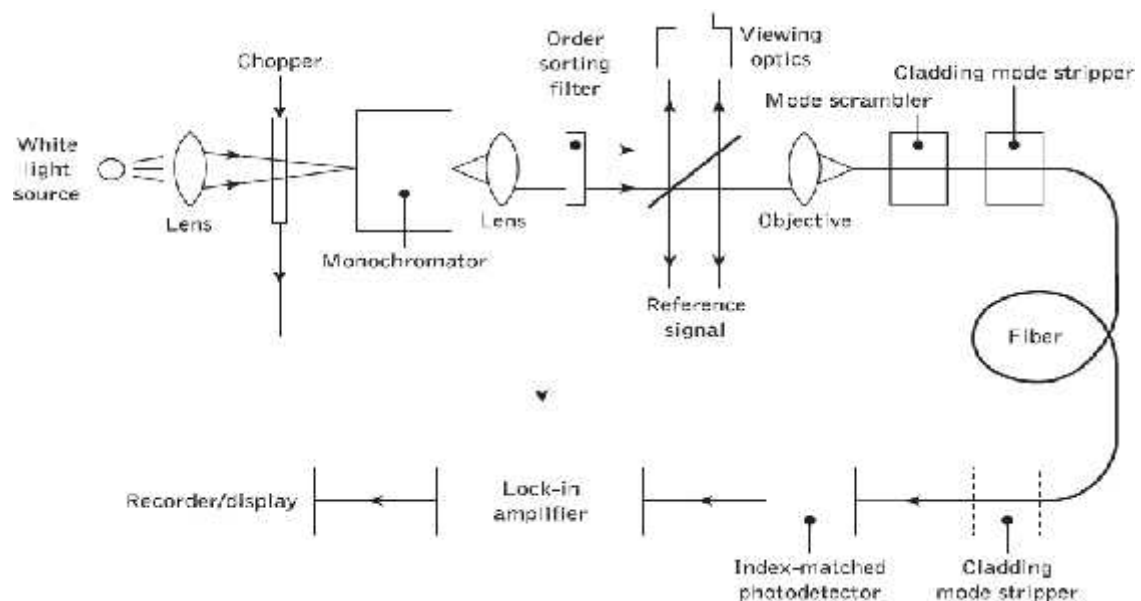 Chopper
Order
sorting
filter
Viewing
optics
Cladding mode stripper
Mode scrambler
White
light
source
Lens
Monochromator
Lens
Objective
Reference
signal
Fiber
Recorder/display
Lock-in
amplifier
Index-matched
photodetector
Cladding
mode stripper